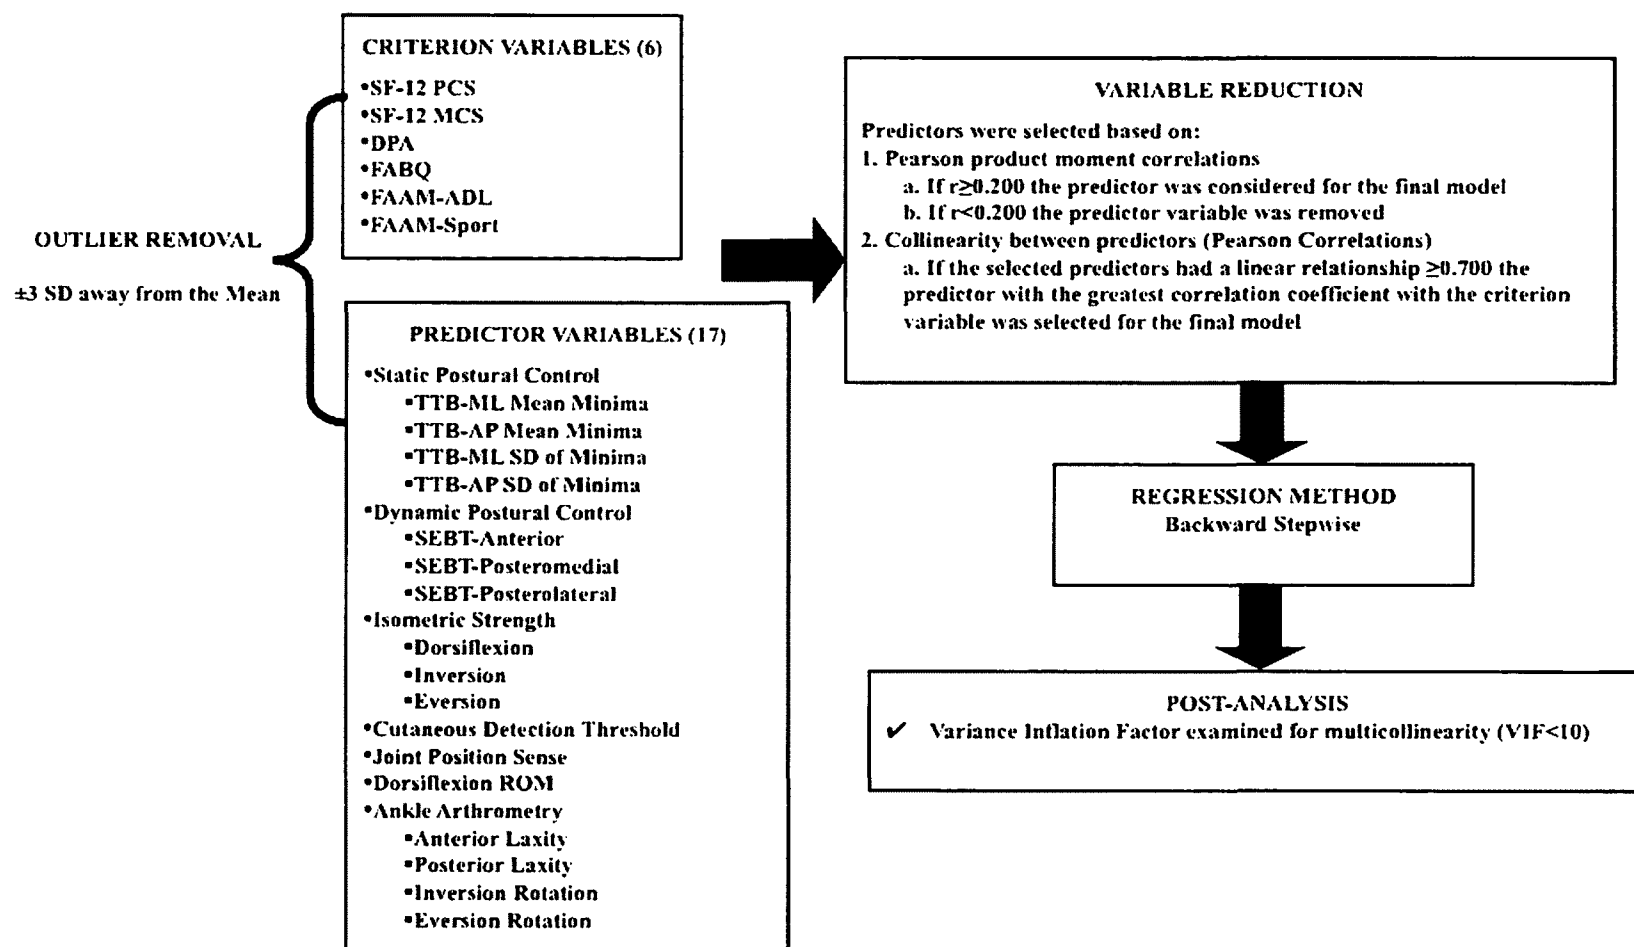 OUTLIER REMOVAL
±3 SD away from the Mean
CRITERION VARIABLES (6)
•SF-12 PCS
•SF-12 MCS
•DPA
•FABQ
•FAAM-ADL
•FAAM-Sport
PREDICTOR VARIABLES (17)
•Static Postural Control
▪TTB-ML Mean Minima
▪TTB-AP Mean Minima
▪TTB-ML SD of Minima
▪TTB-AP SD of Minima
•Dynamic Postural Control
▪SEBT-Anterior
▪SEBT-Posteromedial
▪SEBT-Posterolateral
•Isometric Strength
▪Dorsiflexion
▪Inversion
▪Eversion
•Cutaneous Detection Threshold
•Joint Position Sense
•Dorsiflexion ROM
•Ankle Arthrometry
▪Anterior Laxity
▪Posterior Laxity
▪Inversion Rotation
▪Eversion Rotation
VARIABLE REDUCTION
Predictors were selected based on:
1. Pearson product moment correlations
a. If r≥0.200 the predictor was considered for the final model
b. If r<0.200 the predictor variable was removed
2. Collinearity between predictors (Pearson Correlations)
a. If the selected predictors had a linear relationship ≥0.700 the
predictor with the greatest correlation coefficient with the criterion
variable was selected for the final model
REGRESSION METHOD
Backward Stepwise
POST-ANALYSIS
✔ Variance Inflation Factor examined for multicollinearity (VIF<10)